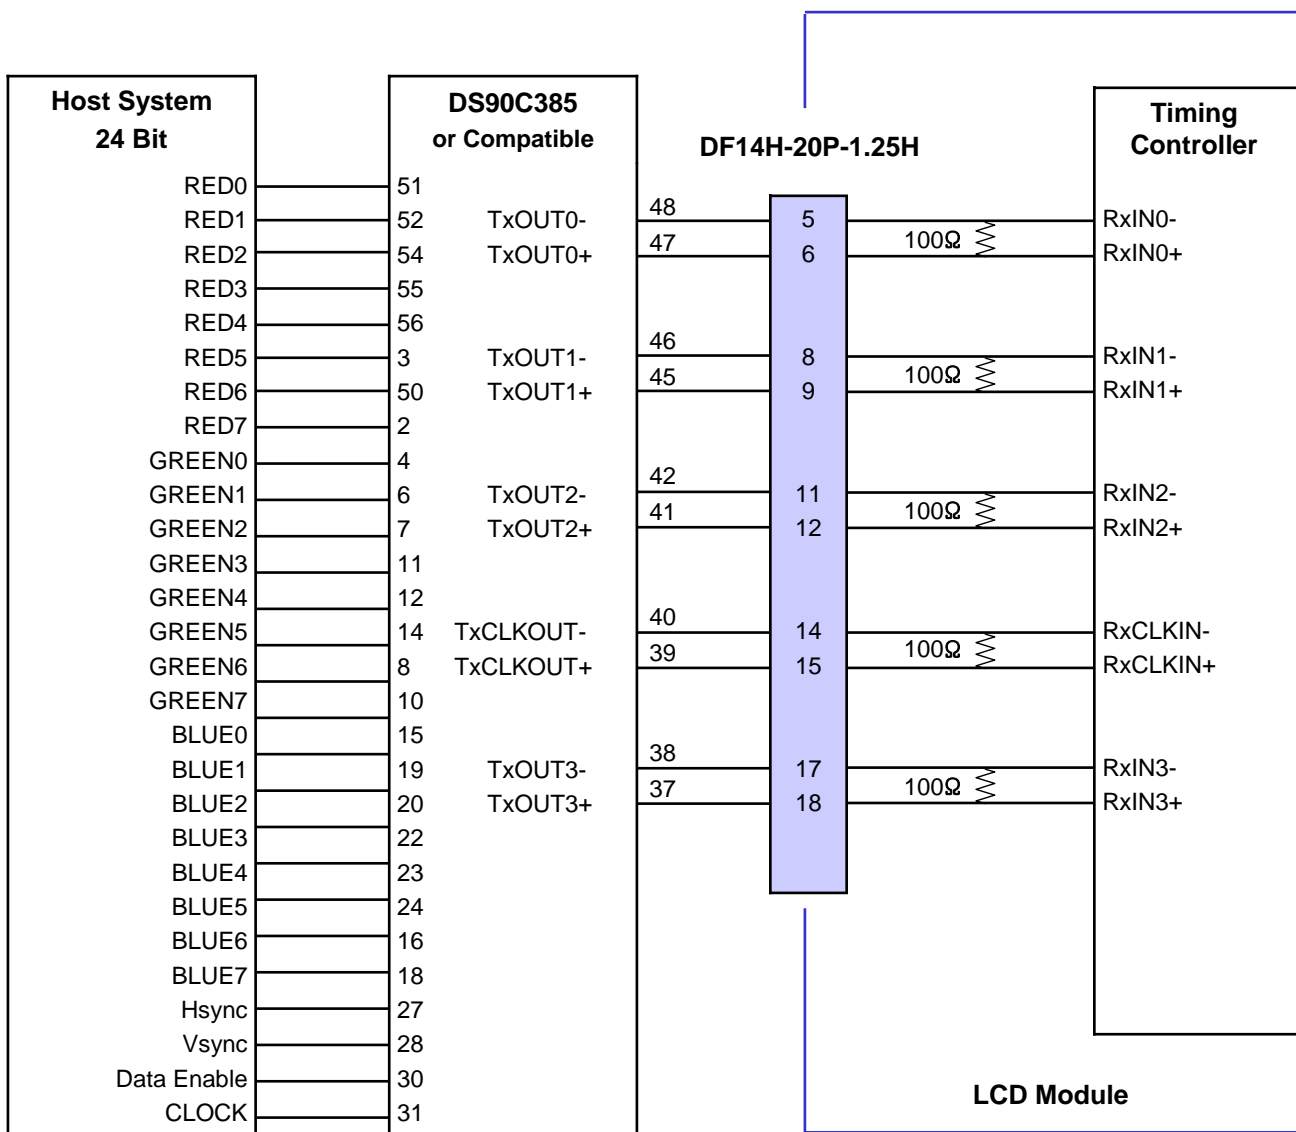 Host System
24 Bit
DS90C385
or Compatible
DF14H-20P-1.25H
Timing
Controller
RED0 51
RED1 52 TxOUT0- 48 5 RxIN0-
100Ω
RED2 54 TxOUT0+ 47 6 RxIN0+
RED3 55
RED4 56
RED5 3 TxOUT1- 46 8 RxIN1-
100Ω
RED6 50 TxOUT1+ 45 9 RxIN1+
RED7 2
GREEN0 4
GREEN1 6 TxOUT2- 42 11 RxIN2-
100Ω
GREEN2 7 TxOUT2+ 41 12 RxIN2+
GREEN3 11
GREEN4 12
GREEN5 14 TxCLKOUT- 40 14 RxCLKIN-
100Ω
GREEN6 8 TxCLKOUT+ 39 15 RxCLKIN+
GREEN7 10
BLUE0 15
BLUE1 19 TxOUT3- 38 17 RxIN3-
100Ω
BLUE2 20 TxOUT3+ 37 18 RxIN3+
BLUE3 22
BLUE4 23
BLUE5 24
BLUE6 16
BLUE7 18
Hsync 27
Vsync 28
Data Enable 30
CLOCK 31
LCD Module